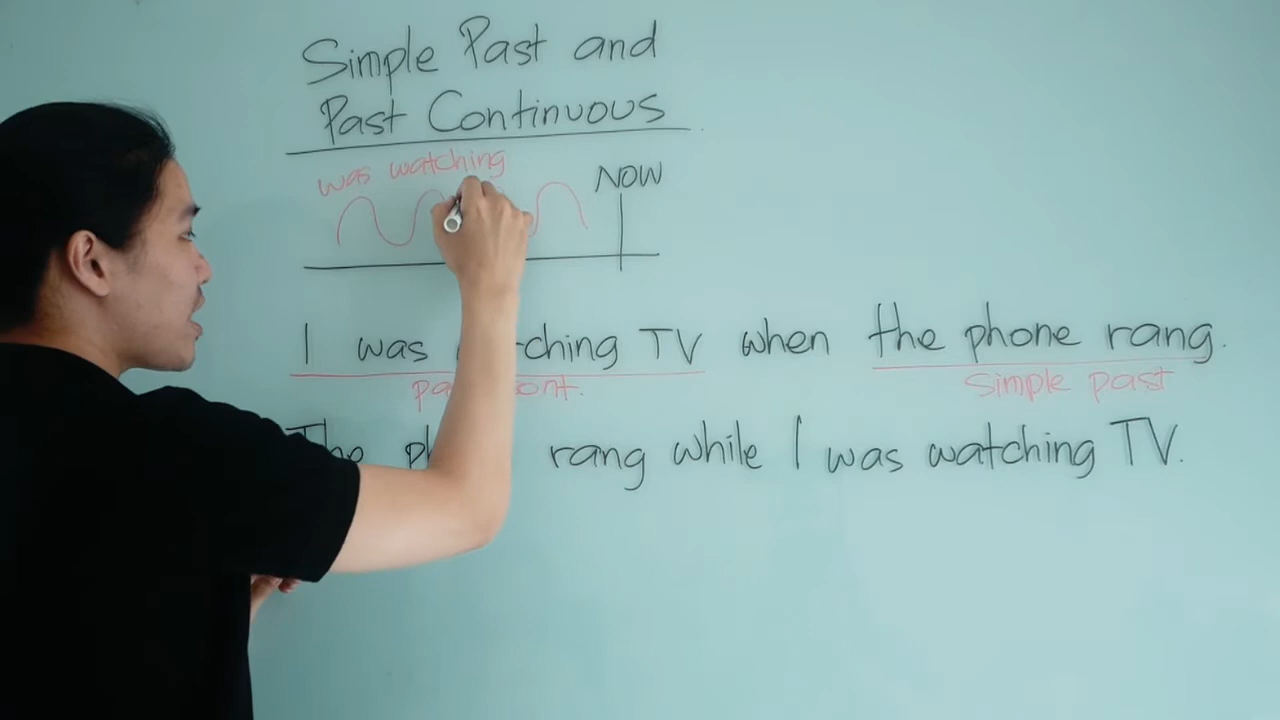 Simple Past and
Past Continuous
was watching
NOW
I was TV when the phone rang.
simple past
The rang while I was watching TV.